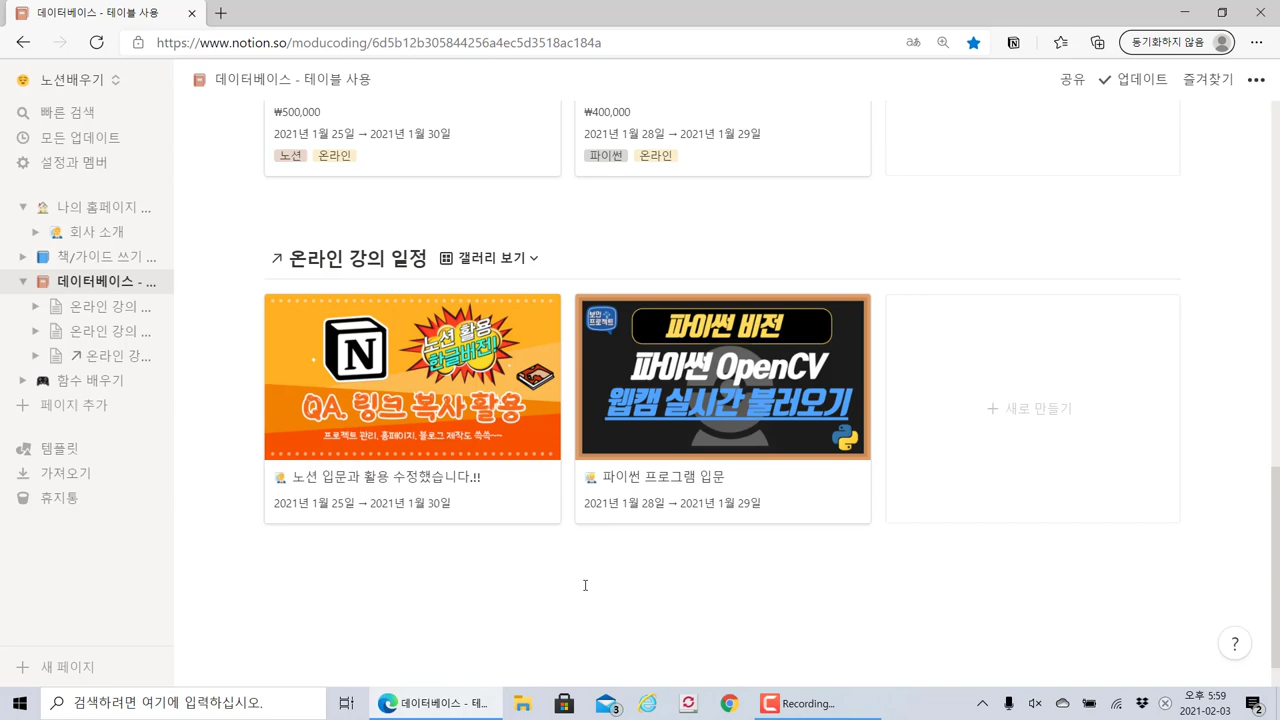 데이터베이스 - 테이블 사용
https://www.notion.so/moducoding/6d5b12b305844256a4ec5d3518ac184a
동기화하지 않음
노션배우기
데이터베이스 - 테이블 사용
공유
업데이트
즐겨찾기
빠른 검색
모든 업데이트
설정과 멤버
나의 홈페이지 ...
회사 소개
책/가이드 쓰기 ...
데이터베이스 - ...
온라인 강의 ...
온라인 강의 ...
온라인 강...
함수 배우기
페이지 추가
템플릿
가져오기
휴지통
새 페이지
₩500,000
2021년 1월 25일 → 2021년 1월 30일
노션 온라인
₩400,000
2021년 1월 28일 → 2021년 1월 29일
파이썬 온라인
온라인 강의 일정
갤러리 보기
N
노션 활용
한글버전!
QA. 링크 복사 활용
프로젝트 관리, 홈페이지, 블로그 제작도 쓱쓱~~
노션 입문과 활용 수정했습니다.!!
2021년 1월 25일 → 2021년 1월 30일
보안
프로젝트
파이썬 비전
파이썬 OpenCV
웹캠 실시간 불러오기
파이썬 프로그램 입문
2021년 1월 28일 → 2021년 1월 29일
새로 만들기
?
검색하려면 여기에 입력하십시오.
데이터베이스 - 테...
3
Recording...
오후 5:59
2021-02-03
2